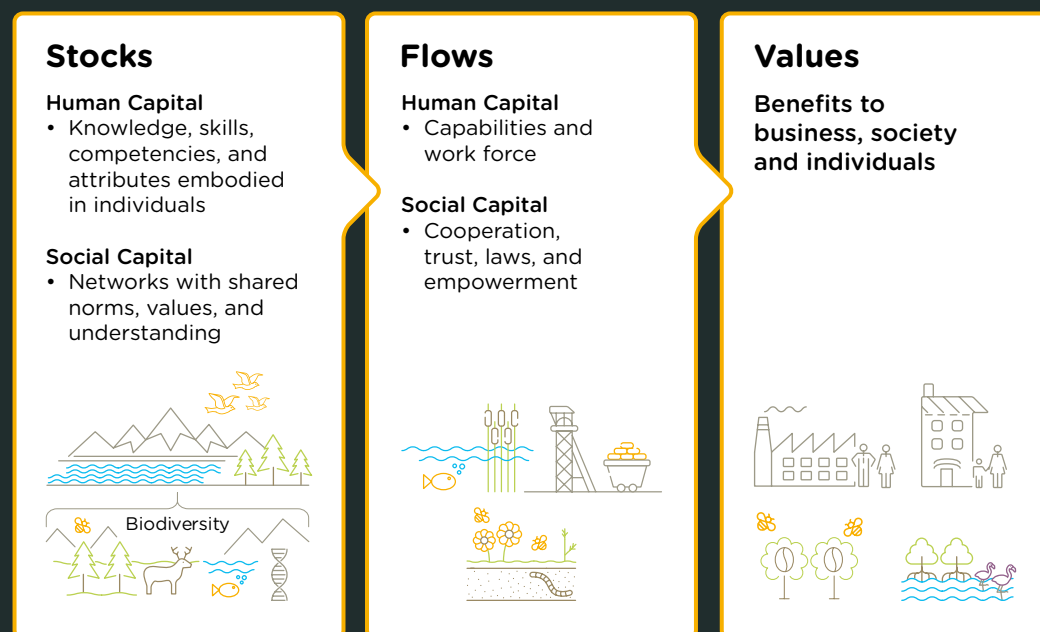 Stocks
Human Capital
• Knowledge, skills,
competencies, and
attributes embodied
in individuals
Social Capital
• Networks with shared
norms, values, and
understanding
Biodiversity
Flows
Human Capital
• Capabilities and
work force
Social Capital
• Cooperation,
trust, laws, and
empowerment
Values
Benefits to
business, society
and individuals